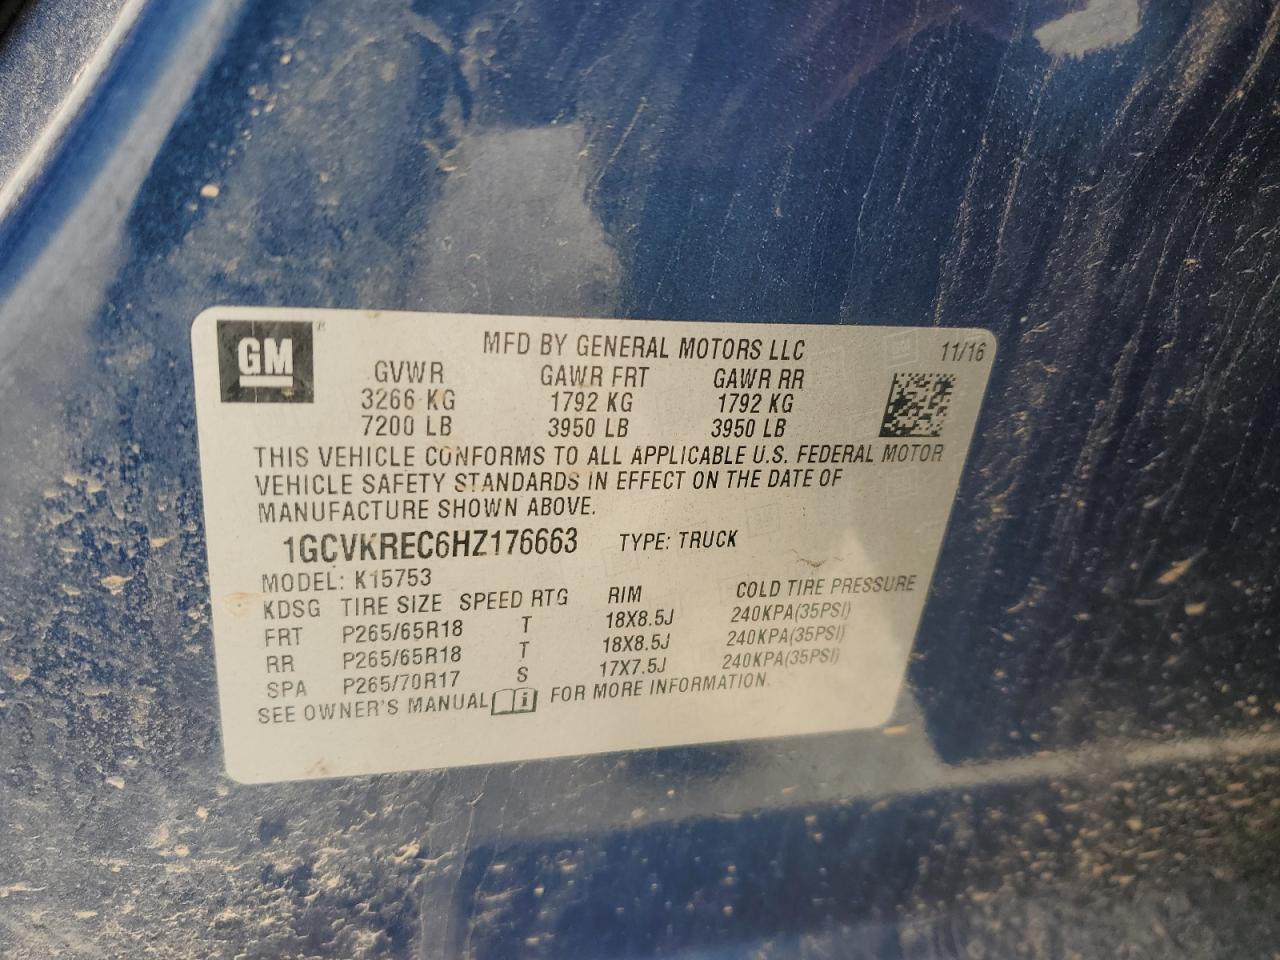 GM
MFD BY GENERAL MOTORS LLC 11/16
GVWR GAWR FRT GAWR RR
3266 KG 1792 KG 1792 KG
7200 LB 3950 LB 3950 LB
THIS VEHICLE CONFORMS TO ALL APPLICABLE U.S. FEDERAL MOTOR
VEHICLE SAFETY STANDARDS IN EFFECT ON THE DATE OF
MANUFACTURE SHOWN ABOVE.
1GCVKREC6HZ176663 TYPE: TRUCK
MODEL: K15753
KDSG TIRE SIZE SPEED RTG RIM COLD TIRE PRESSURE
FRT P265/65R18 T 18X8.5J 240KPA(35PSI)
RR P265/65R18 T 18X8.5J 240KPA(35PSI)
SPA P265/70R17 S 17X7.5J 240KPA(35PSI)
SEE OWNER'S MANUAL i FOR MORE INFORMATION.